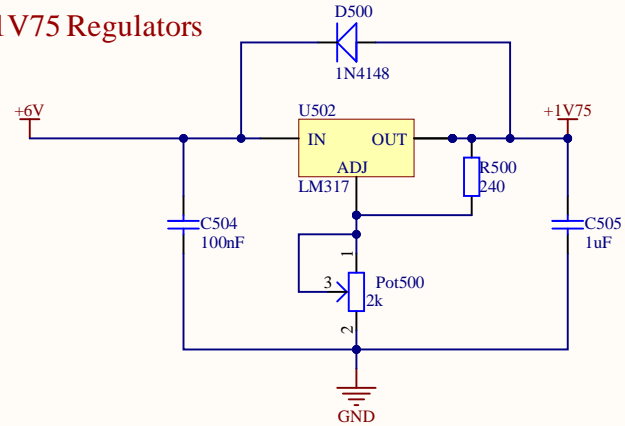 1V75 Regulators
D500
1N4148
+6V
+1V75
U502
IN OUT
ADJ
LM317
R500
240
C504
100nF
C505
1uF
1
3
Pot500
2k
2
GND